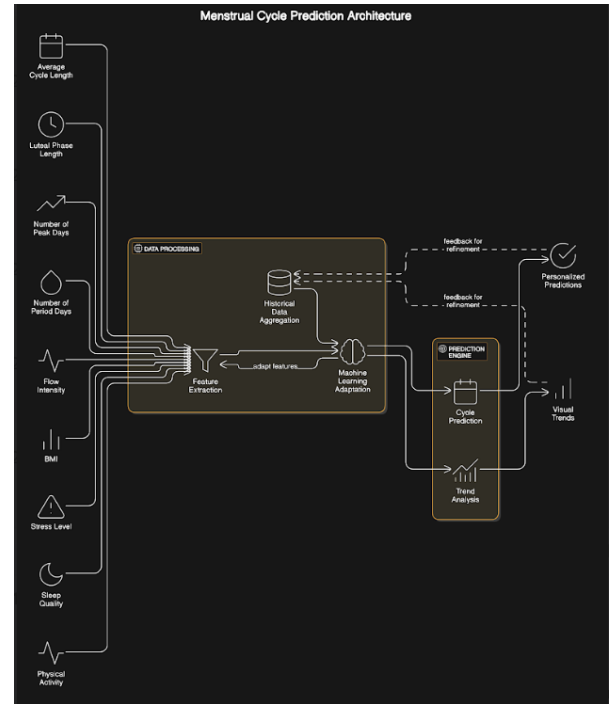 Menstrual Cycle Prediction Architecture
Average
Cycle Length
Luteal Phase
Length
Number of
Peak Days
Number of
Period Days
Flow
Intensity
BMI
Stress Level
Sleep
Quality
Physical
Activity
DATA PROCESSING
Historical
Data
Aggregation
Feature
Extraction
adapt features
Machine
Learning
Adaptation
feedback for
refinement
feedback for
refinement
PREDICTION
ENGINE
Cycle
Prediction
Trend
Analysis
Personalized
Predictions
Visual
Trends